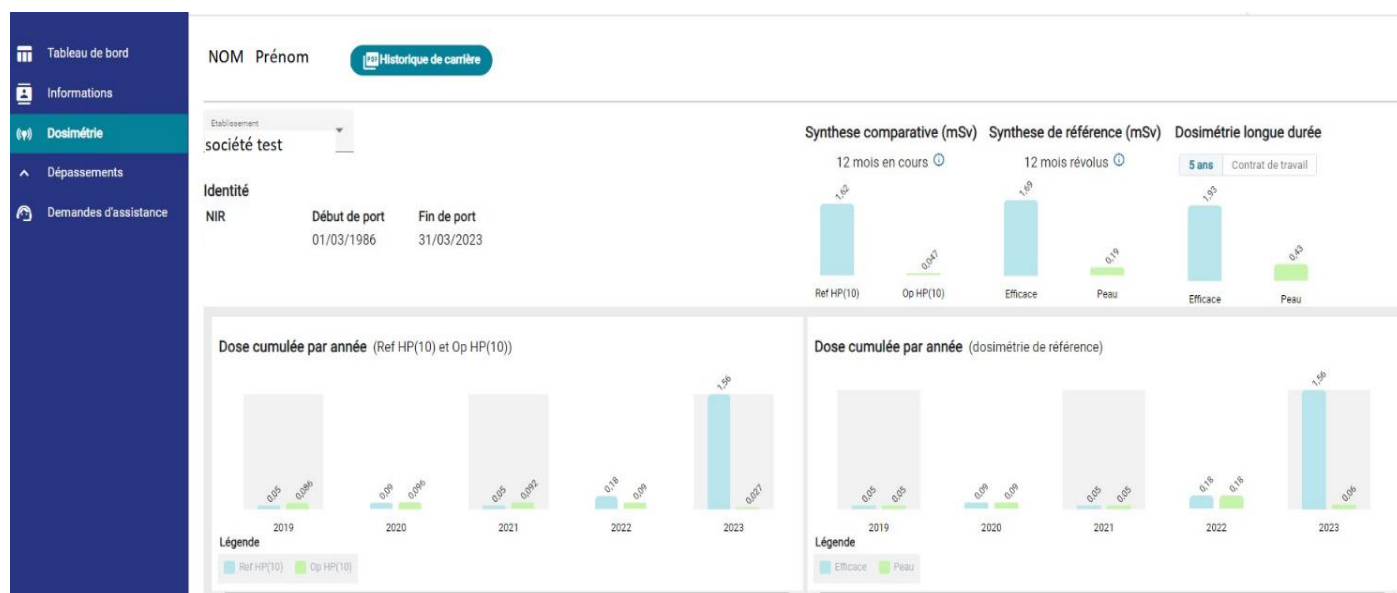 Tableau de bord
Informations
Dosimétrie
Dépassements
Demandes d'assistance
NOM Prénom
PDF Historique de carrière
Etablissement
société test
Identité
NIR Début de port Fin de port
01/03/1986 31/03/2023
Synthese comparative (mSv)
12 mois en cours
1,62
0,047
Ref HP(10) Op HP(10)
Synthese de référence (mSv)
12 mois révolus
1,69
0,19
Efficace Peau
Dosimétrie longue durée
5 ans Contrat de travail
1,93
0,43
Efficace Peau
Dose cumulée par année (Ref HP(10) et Op HP(10))
0,05 0,086 0,09 0,096 0,05 0,092 0,18 0,09 1,56 0,027
2019 2020 2021 2022 2023
Légende
Ref HP(10) Op HP(10)
Dose cumulée par année (dosimétrie de référence)
0,05 0,05 0,09 0,09 0,05 0,05 0,18 0,18 1,56 0,06
2019 2020 2021 2022 2023
Légende
Efficace Peau